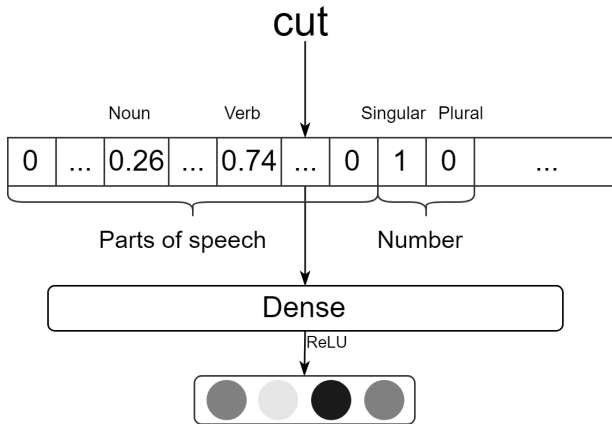 cut
Noun Verb Singular Plural
0 ... 0.26 ... 0.74 ... 0 1 0 ...
Parts of speech Number
Dense
ReLU